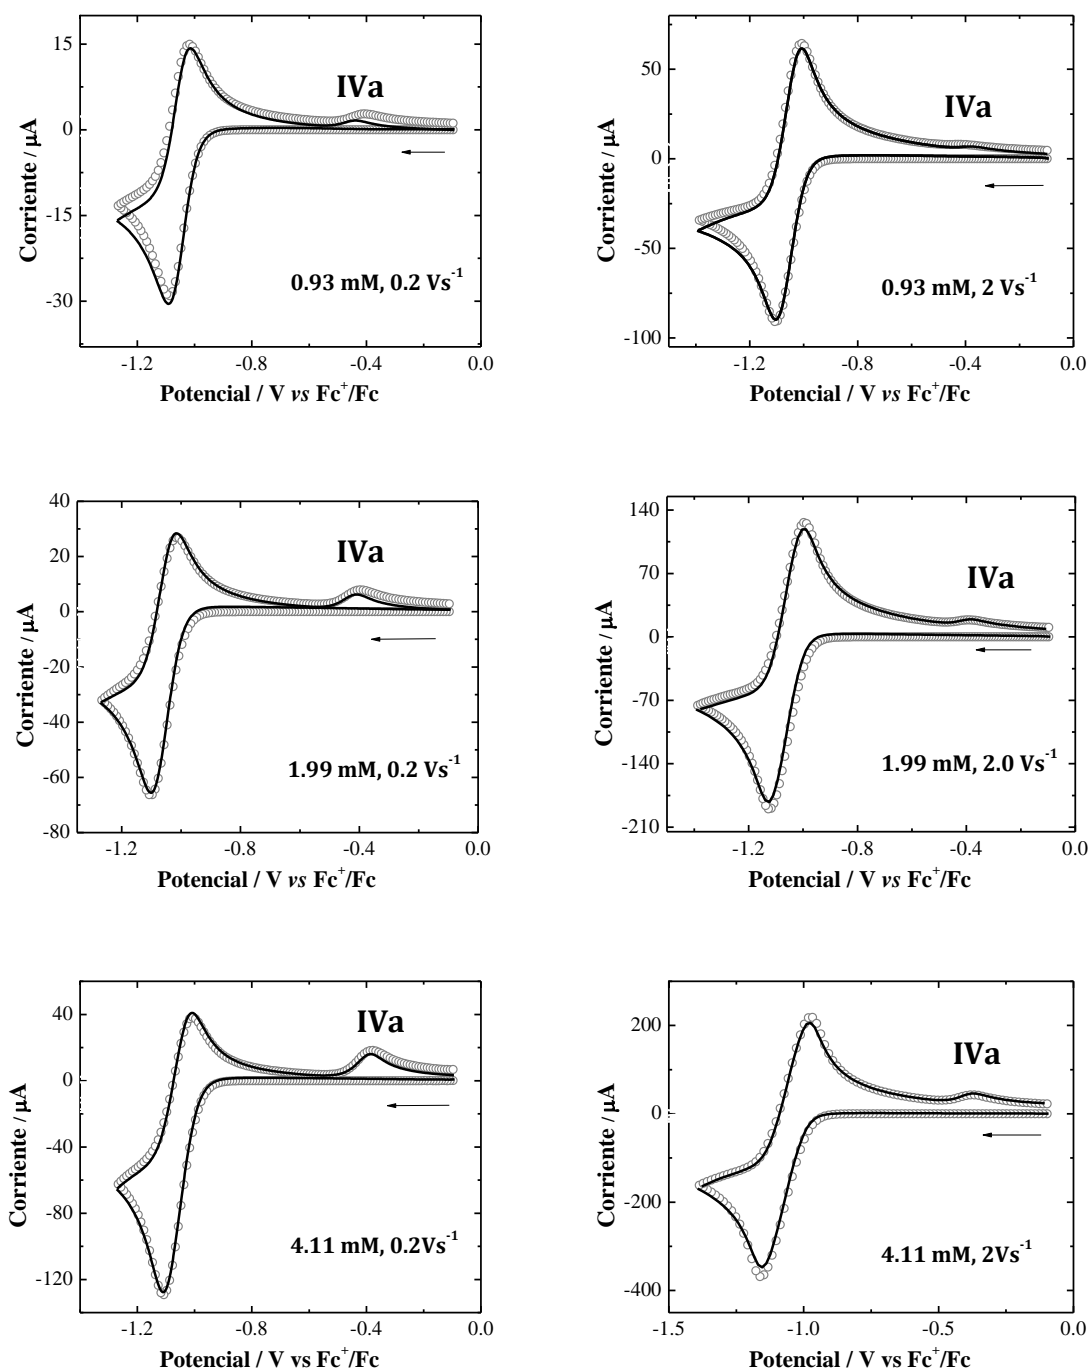 15
0
-15
-30
-1.2
-0.8
-0.4
0.0
Corriente / µA
Potencial / V vs Fc⁺/Fc
IVa
0.93 mM, 0.2 Vs⁻¹
50
0
-50
-100
-1.2
-0.8
-0.4
0.0
Corriente / µA
Potencial / V vs Fc⁺/Fc
IVa
0.93 mM, 2 Vs⁻¹
40
20
0
-20
-40
-60
-80
-1.2
-0.8
-0.4
0.0
Corriente / µA
Potencial / V vs Fc⁺/Fc
IVa
1.99 mM, 0.2 Vs⁻¹
140
70
0
-70
-140
-210
-1.2
-0.8
-0.4
0.0
Corriente / µA
Potencial / V vs Fc⁺/Fc
IVa
1.99 mM, 2.0 Vs⁻¹
40
0
-40
-80
-120
-1.2
-0.8
-0.4
0.0
Corriente / µA
Potencial / V vs Fc⁺/Fc
IVa
4.11 mM, 0.2Vs⁻¹
200
0
-200
-400
-1.5
-1.0
-0.5
0.0
Corriente / µA
Potencial / V vs Fc⁺/Fc
IVa
4.11 mM, 2Vs⁻¹